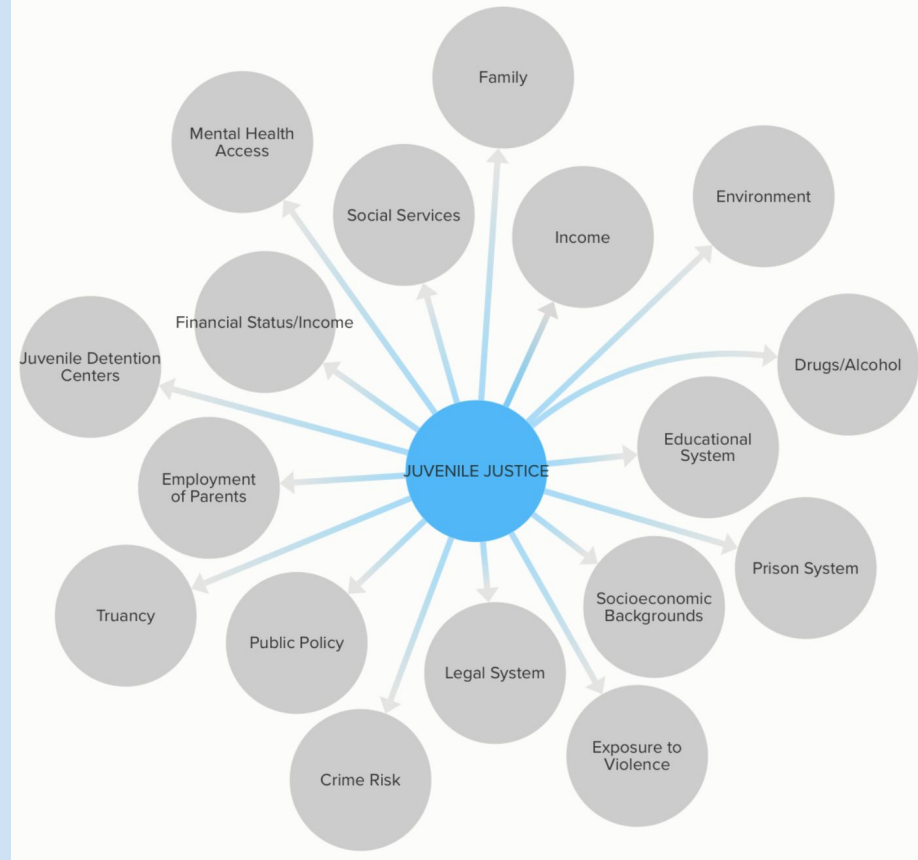 Family
Mental Health
Access
Environment
Social Services
Income
Financial Status/Income
Juvenile Detention
Centers
Drugs/Alcohol
Educational
System
JUVENILE JUSTICE
Employment
of Parents
Prison System
Socioeconomic
Backgrounds
Truancy
Public Policy
Legal System
Exposure to
Violence
Crime Risk